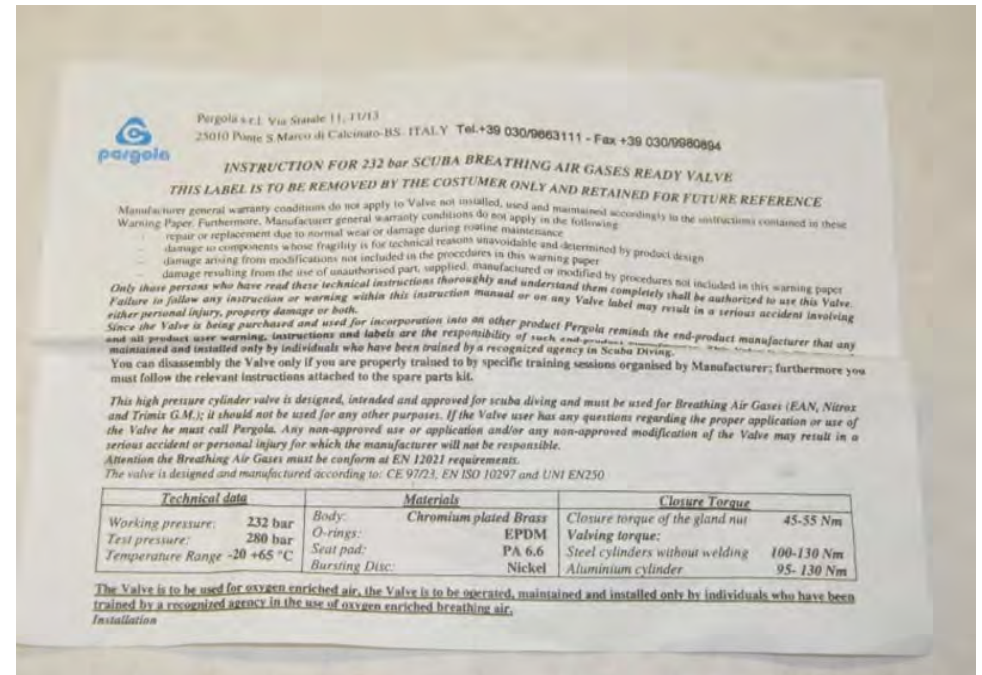 pargola
Pergola s.r.l. Via Statale 11, 11/13
25010 Ponte S.Marco di Calcinato-BS- ITALY Tel.+39 030/9663111 - Fax +39 030/9980894
INSTRUCTION FOR 232 bar SCUBA BREATHING AIR GASES READY VALVE
THIS LABEL IS TO BE REMOVED BY THE COSTUMER ONLY AND RETAINED FOR FUTURE REFERENCE
Manufacturer general warranty conditions do not apply to Valve not installed, used and maintained accordingly to the instructions contained in these
Warning Paper. Furthermore, Manufacturer general warranty conditions do not apply in the following:
- repair or replacement due to normal wear or damage during routine maintenance
- damage to components whose fragility is for technical reasons unavoidable and determined by product design
- damage arising from modifications not included in the procedures in this warning paper
- damage resulting from the use of unauthorised part, supplied, manufactured or modified by procedures not included in this warning paper
Only those persons who have read these technical instructions thoroughly and understand them completely shall be authorized to use this Valve.
Failure to follow any instruction or warning within this instruction manual or on any Valve label may result in a serious accident involving
either personal injury, property damage or both.
Since the Valve is being purchased and used for incorporation into an other product Pergola reminds the end-product manufacturer that any
and all product user warning, instructions and labels are the responsibility of such
maintained and installed only by individuals who have been trained by a recognized agency in Scuba Diving.
You can disassembly the Valve only if you are properly trained to by specific training sessions organised by Manufacturer; furthermore you
must follow the relevant instructions attached to the spare parts kit.
This high pressure cylinder valve is designed, intended and approved for scuba diving and must be used for Breathing Air Gases (EAN, Nitrox
and Trimix G.M.); it should not be used for any other purposes. If the Valve user has any questions regarding the proper application or use of
the Valve he must call Pergola. Any non-approved use or application and/or any non-approved modification of the Valve may result in a
serious accident or personal injury for which the manufacturer will not be responsible.
Attention the Breathing Air Gases must be conform at EN 12021 requirements.
The valve is designed and manufactured according to: CE 97/23, EN ISO 10297 and UNI EN250
Technical data Materials Closure Torque
Working pressure: 232 bar Body: Chromium plated Brass Closure torque of the gland nut 45-55 Nm
Test pressure: 280 bar O-rings: EPDM Valving torque:
Temperature Range -20 +65 °C Seat pad: PA 6.6 Steel cylinders without welding 100-130 Nm
Bursting Disc: Nickel Aluminium cylinder 95- 130 Nm
The Valve is to be used for oxygen enriched air, the Valve is to be operated, maintained and installed only by individuals who have been
trained by a recognized agency in the use of oxygen enriched breathing air.
Installation